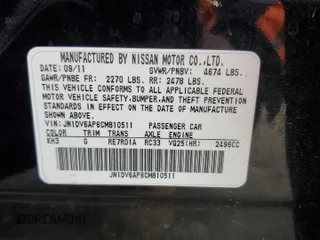 MANUFACTURED BY NISSAN MOTOR CO.,LTD.
DATE 09/11 GVWR/PNBV: 4674 LBS.
GAWR/PNBE FR: 2270 LBS. RR: 2478 LBS.
THIS VEHICLE CONFORMS TO ALL APPLICABLE FEDERAL
MOTOR VEHICLE SAFETY,BUMPER,AND THEFT PREVENTION
STANDARDS IN EFFECT ON THE DATE OF MANUFACTURE
SHOWN ABOVE.
VIN:JN1DV6AP6CM810511 PASSENGER CAR
COLOR TRIM TRANS AXLE ENGINE
KH3 G RE7R01A RC33 VQ25(HR) 2496CC
JN1DV6AP6CM810511